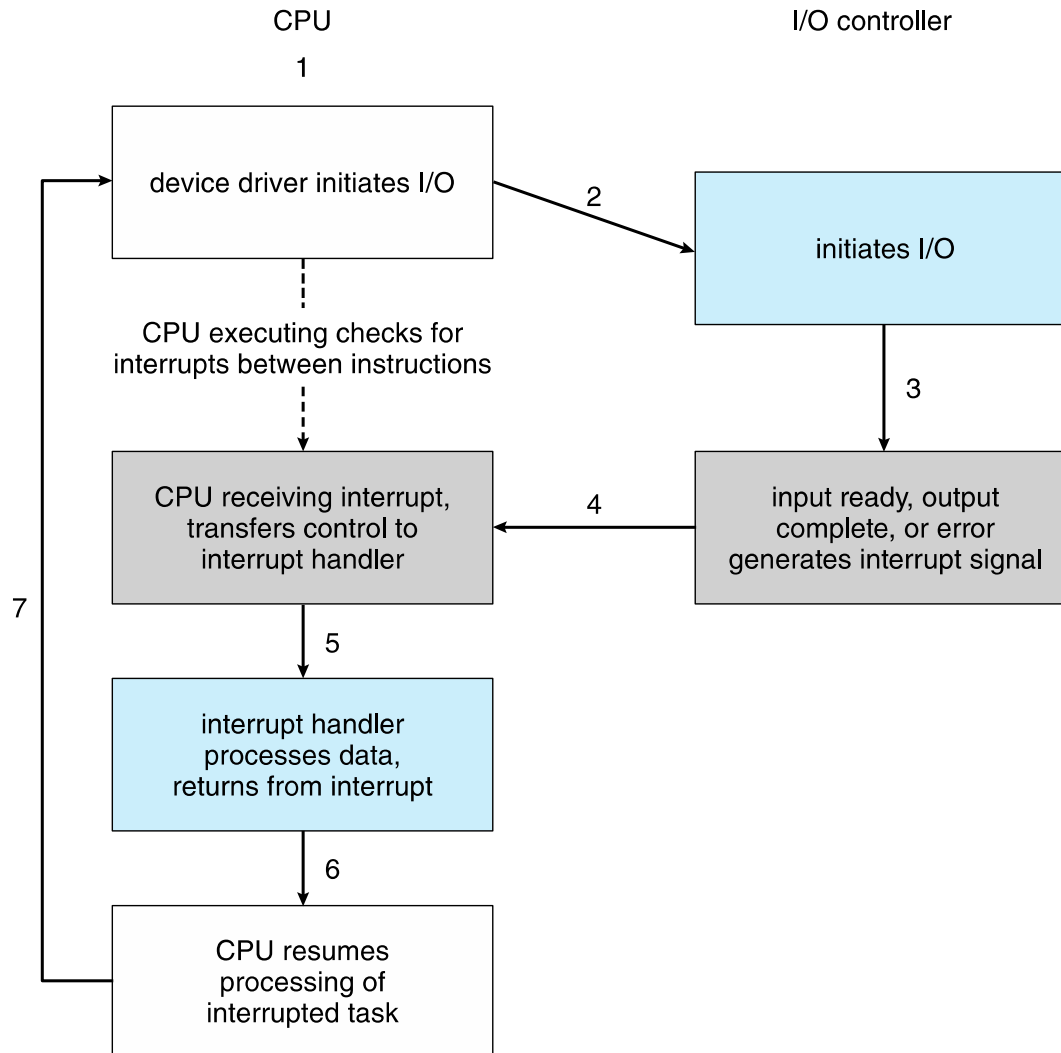 CPU
I/O controller
1
device driver initiates I/O
2
initiates I/O
CPU executing checks for
interrupts between instructions
3
CPU receiving interrupt,
transfers control to
interrupt handler
4
input ready, output
complete, or error
generates interrupt signal
7
5
interrupt handler
processes data,
returns from interrupt
6
CPU resumes
processing of
interrupted task